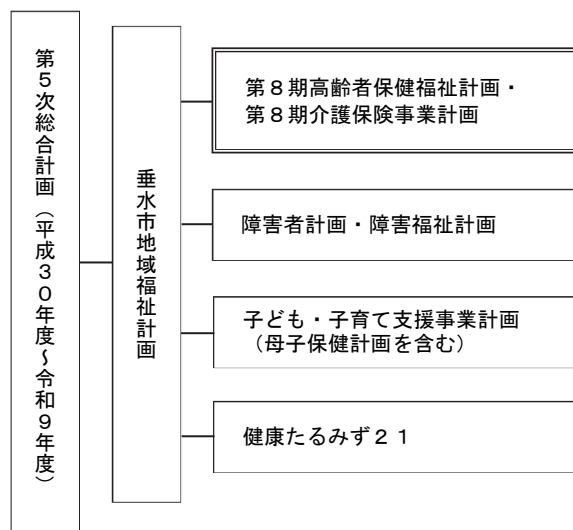 第５次総合計画（平成３０年度～令和９年度）
垂水市地域福祉計画
第８期高齢者保健福祉計画・
第８期介護保険事業計画
障害者計画・障害福祉計画
子ども・子育て支援事業計画
（母子保健計画を含む）
健康たるみず２１